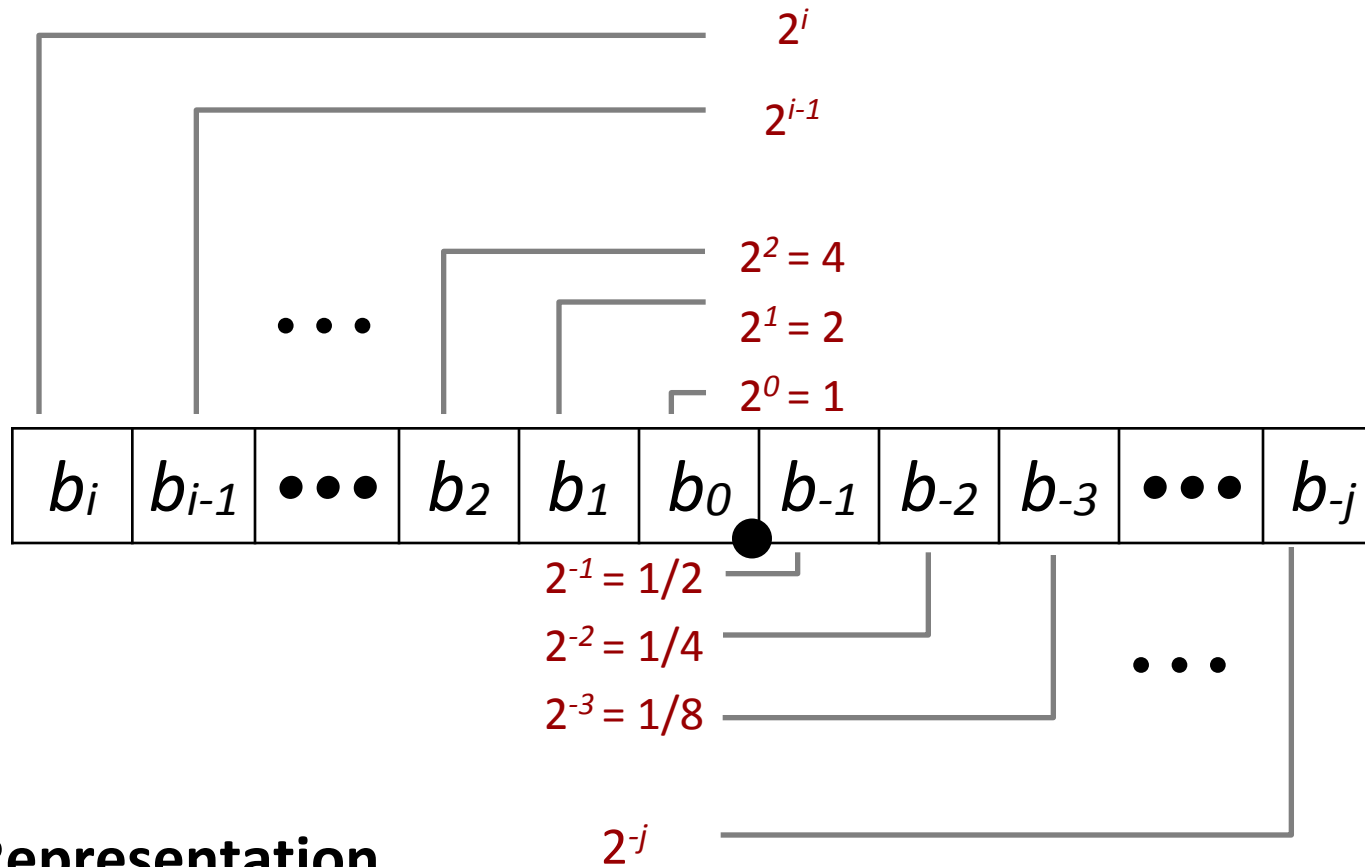 2^i
2^{i-1}
2^2 = 4
• • •
2^1 = 2
2^0 = 1
b_i b_{i-1} ••• b_2 b_1 b_0 . b_{-1} b_{-2} b_{-3} ••• b_{-j}
2^{-1} = 1/2
2^{-2} = 1/4
• • •
2^{-3} = 1/8
2^{-j}
Representation